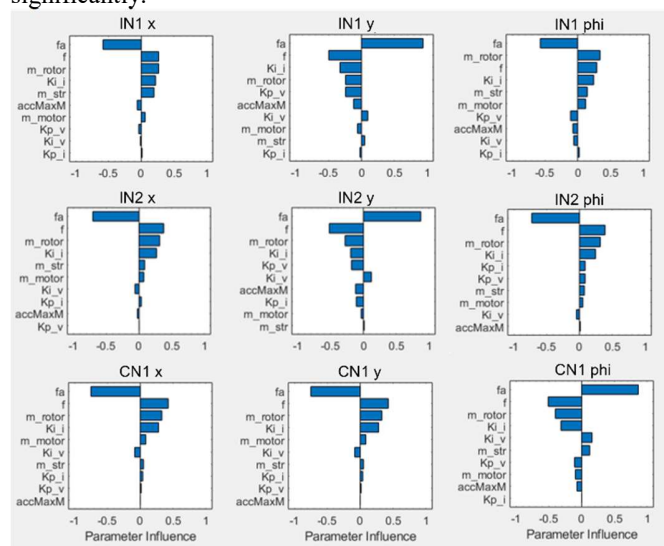 significantly.
IN1 x
IN1 y
IN1 phi
fa
f
m_rotor
Ki_i
m_str
accMaxM
m_motor
Kp_v
Ki_v
Kp_i
-1 -0.5 0 0.5 1
fa
f
Ki_i
m_rotor
Kp_v
accMaxM
Ki_v
m_motor
m_str
Kp_i
-1 -0.5 0 0.5 1
fa
m_rotor
f
Ki_i
m_str
m_motor
Kp_v
accMaxM
Ki_v
Kp_i
-1 -0.5 0 0.5 1
IN2 x
IN2 y
IN2 phi
fa
f
m_rotor
Ki_i
m_str
m_motor
Ki_v
Kp_i
accMaxM
Kp_v
-1 -0.5 0 0.5 1
fa
f
m_rotor
Ki_i
Kp_v
Ki_v
accMaxM
Kp_i
m_motor
m_str
-1 -0.5 0 0.5 1
fa
f
m_rotor
Ki_i
Kp_i
Kp_v
m_str
m_motor
Ki_v
accMaxM
-1 -0.5 0 0.5 1
CN1 x
CN1 y
CN1 phi
fa
f
m_rotor
Ki_i
m_motor
Ki_v
m_str
Kp_i
Kp_v
accMaxM
-1 -0.5 0 0.5 1
Parameter Influence
fa
f
m_rotor
Ki_i
m_motor
Ki_v
m_str
Kp_i
Kp_v
accMaxM
-1 -0.5 0 0.5 1
Parameter Influence
fa
f
m_rotor
Ki_i
Ki_v
m_str
Kp_v
m_motor
accMaxM
Kp_i
-1 -0.5 0 0.5 1
Parameter Influence